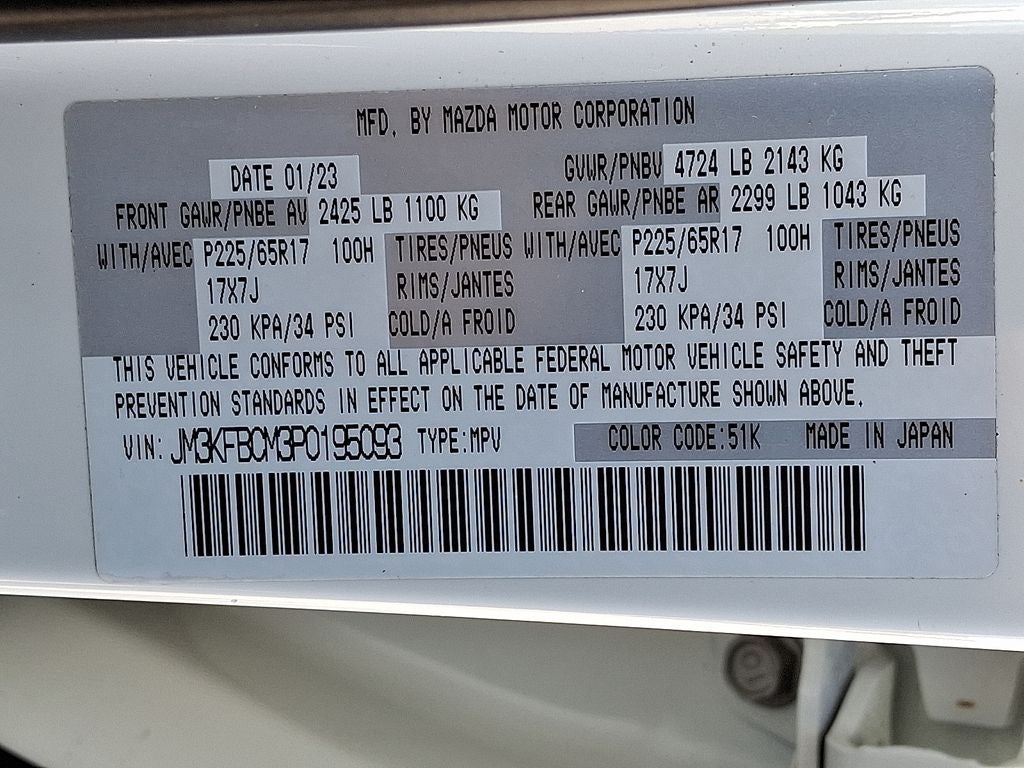 MFD. BY MAZDA MOTOR CORPORATION
DATE 01/23 GVWR/PNBV 4724 LB 2143 KG
FRONT GAWR/PNBE AV 2425 LB 1100 KG REAR GAWR/PNBE AR 2299 LB 1043 KG
WITH/AVEC P225/65R17 100H TIRES/PNEUS WITH/AVEC P225/65R17 100H TIRES/PNEUS
17X7J RIMS/JANTES 17X7J RIMS/JANTES
230 KPA/34 PSI COLD/A FROID 230 KPA/34 PSI COLD/A FROID
THIS VEHICLE CONFORMS TO ALL APPLICABLE FEDERAL MOTOR VEHICLE SAFETY AND THEFT
PREVENTION STANDARDS IN EFFECT ON THE DATE OF MANUFACTURE SHOWN ABOVE.
VIN: JM3KFBCM3P0195093 TYPE:MPV COLOR CODE:51K MADE IN JAPAN